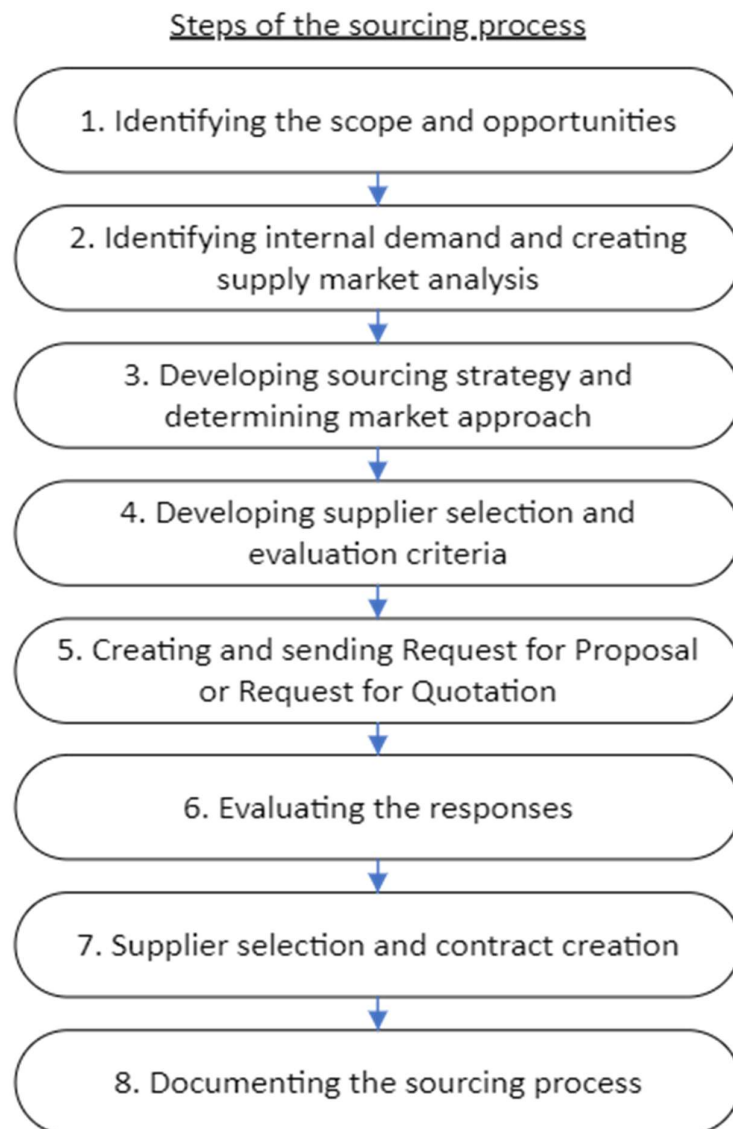 Steps of the sourcing process
1. Identifying the scope and opportunities
2. Identifying internal demand and creating
supply market analysis
3. Developing sourcing strategy and
determining market approach
4. Developing supplier selection and
evaluation criteria
5. Creating and sending Request for Proposal
or Request for Quotation
6. Evaluating the responses
7. Supplier selection and contract creation
8. Documenting the sourcing process